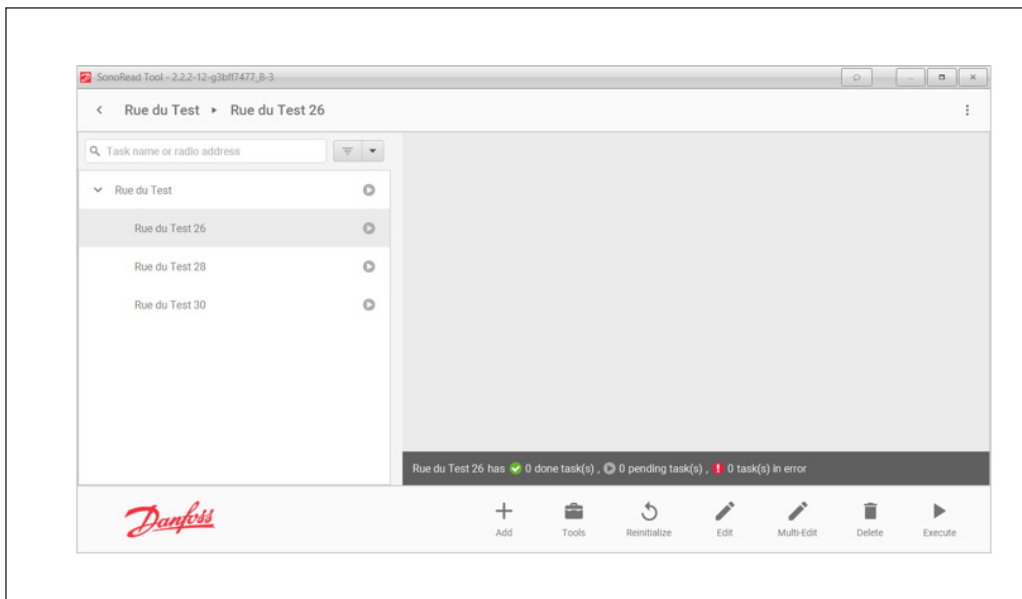 SonoRead Tool - 2.2.2-12-g3bff7477_B-3
Rue du Test ▸ Rue du Test 26
Task name or radio address
Rue du Test
Rue du Test 26
Rue du Test 28
Rue du Test 30
Rue du Test 26 has 0 done task(s) , 0 pending task(s) , 0 task(s) in error
Danfoss
Add Tools Reinitialize Edit Multi-Edit Delete Execute